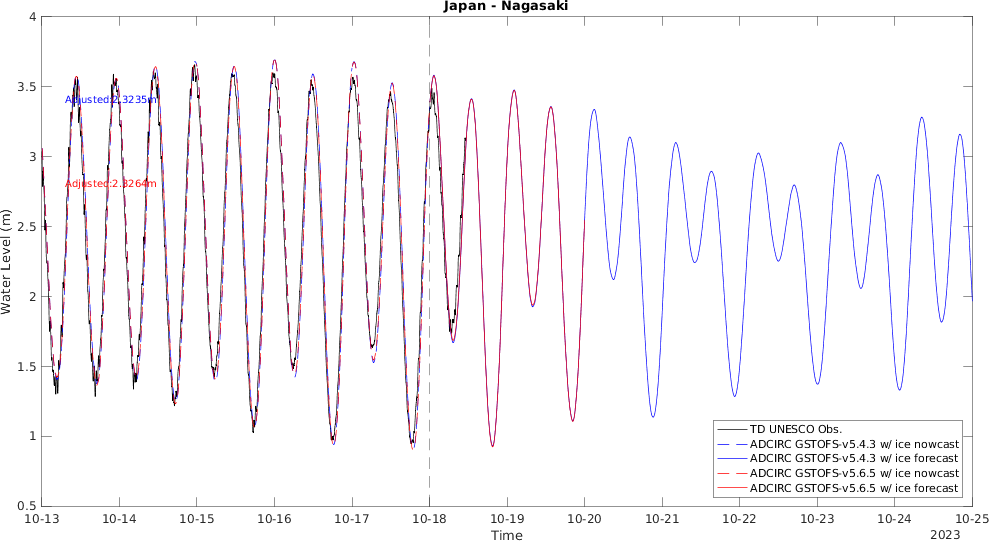 Japan - Nagasaki
Water Level (m)
4
3.5
3
2.5
2
1.5
1
0.5
Adjusted:2.3235m
Adjusted:2.3264m
TD UNESCO Obs.
ADCIRC GSTOFS-v5.4.3 w/ ice nowcast
ADCIRC GSTOFS-v5.4.3 w/ ice forecast
ADCIRC GSTOFS-v5.6.5 w/ ice nowcast
ADCIRC GSTOFS-v5.6.5 w/ ice forecast
10-13 10-14 10-15 10-16 10-17 10-18 10-19 10-20 10-21 10-22 10-23 10-24 10-25
Time
2023